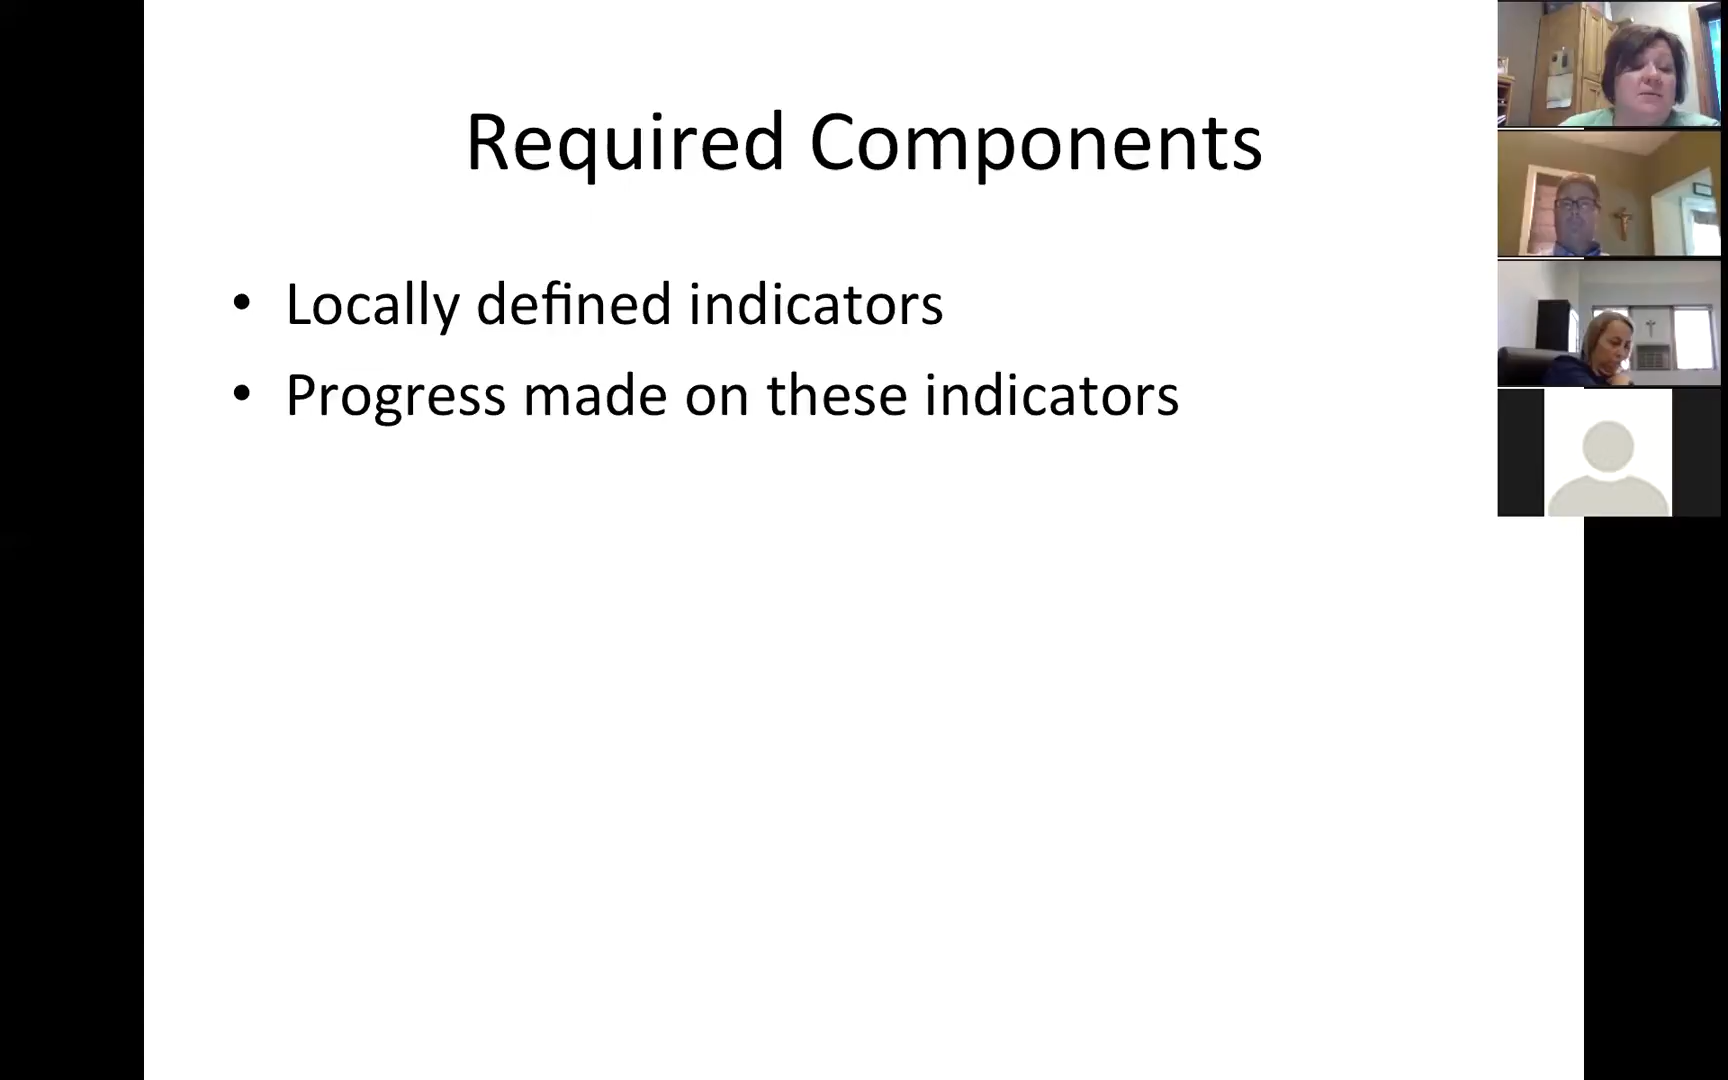 Required Components
• Locally defined indicators
• Progress made on these indicators